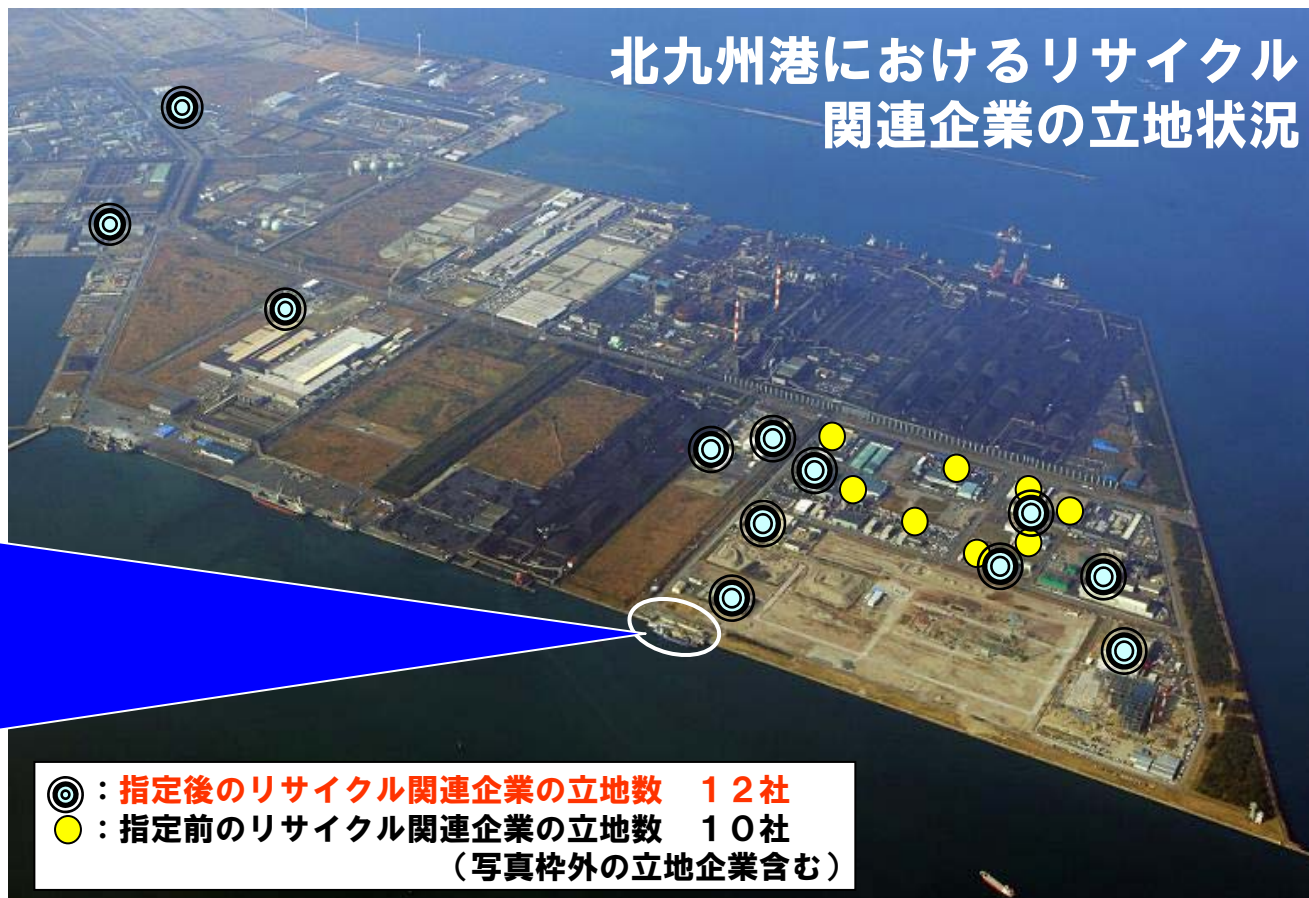 北九州港におけるリサイクル
関連企業の立地状況
：指定後のリサイクル関連企業の立地数　１２社
：指定前のリサイクル関連企業の立地数　１０社
（写真枠外の立地企業含む）